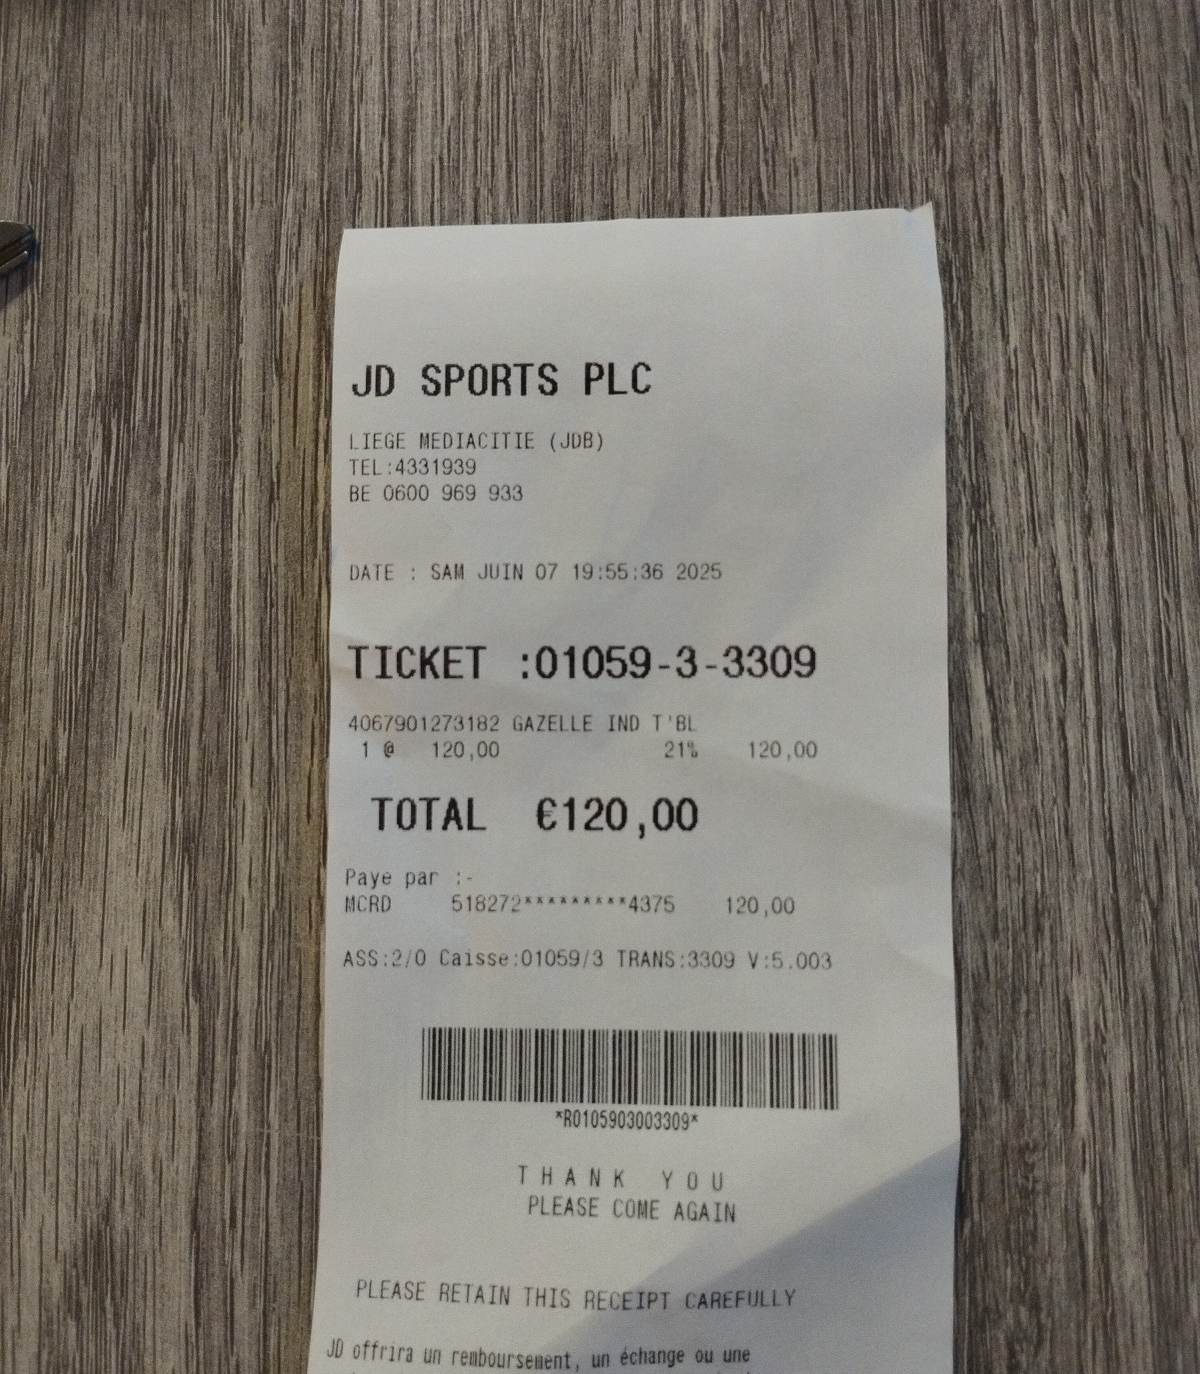 JD SPORTS PLC
LIEGE MEDIACITIE (JDB)
TEL:4331939
BE 0600 969 933
DATE : SAM JUIN 07 19:55:36 2025
TICKET :01059-3-3309
4067901273182 GAZELLE IND T'BL
1 @ 120,00 21% 120,00
TOTAL €120,00
Paye par :-
MCRD 518272*********4375 120,00
ASS:2/0 Caisse:01059/3 TRANS:3309 V:5.003
*R0105903003309*
THANK YOU
PLEASE COME AGAIN
PLEASE RETAIN THIS RECEIPT CAREFULLY
JD offrira un remboursement, un échange ou une